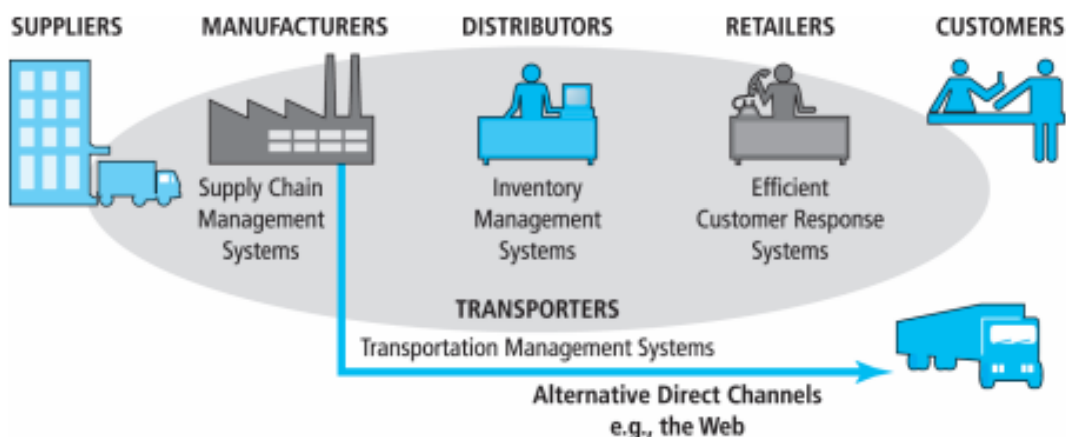 SUPPLIERS
MANUFACTURERS
DISTRIBUTORS
RETAILERS
CUSTOMERS
Supply Chain
Management
Systems
Inventory
Management
Systems
Efficient
Customer Response
Systems
TRANSPORTERS
Transportation Management Systems
Alternative Direct Channels
e.g., the Web